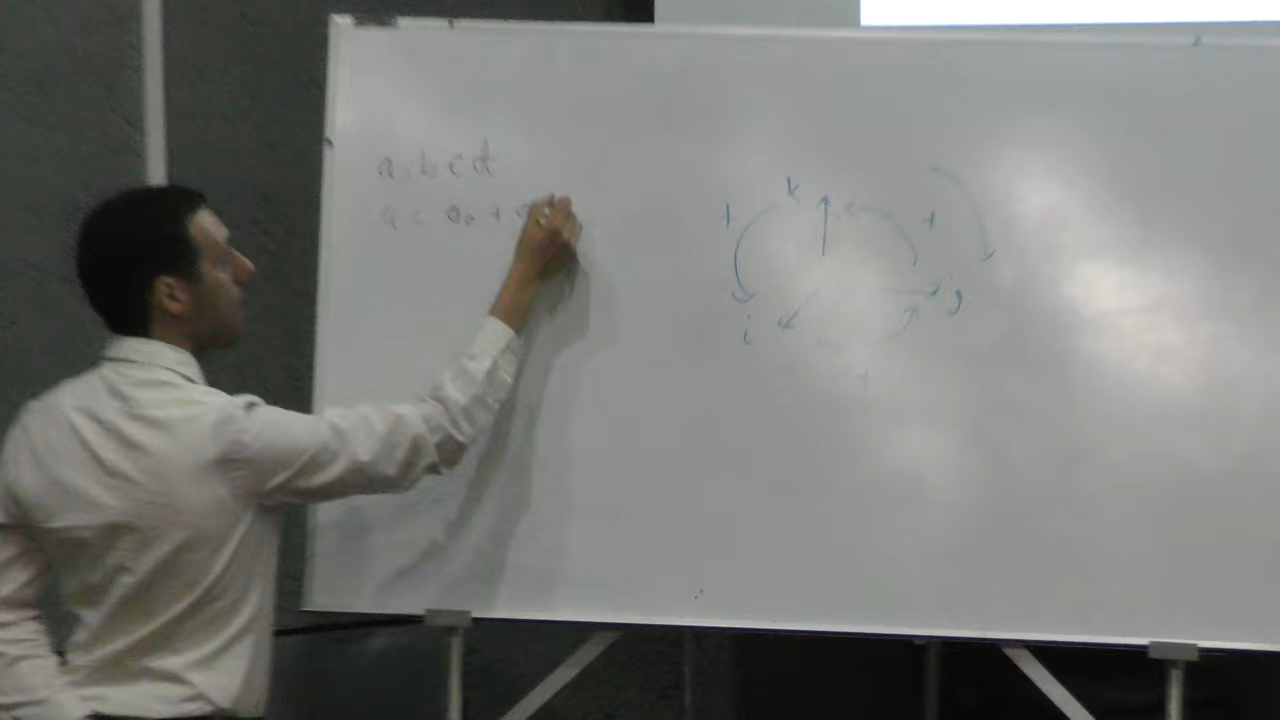 a, b c d
a = a₀ +
k
+ +
j
i
+